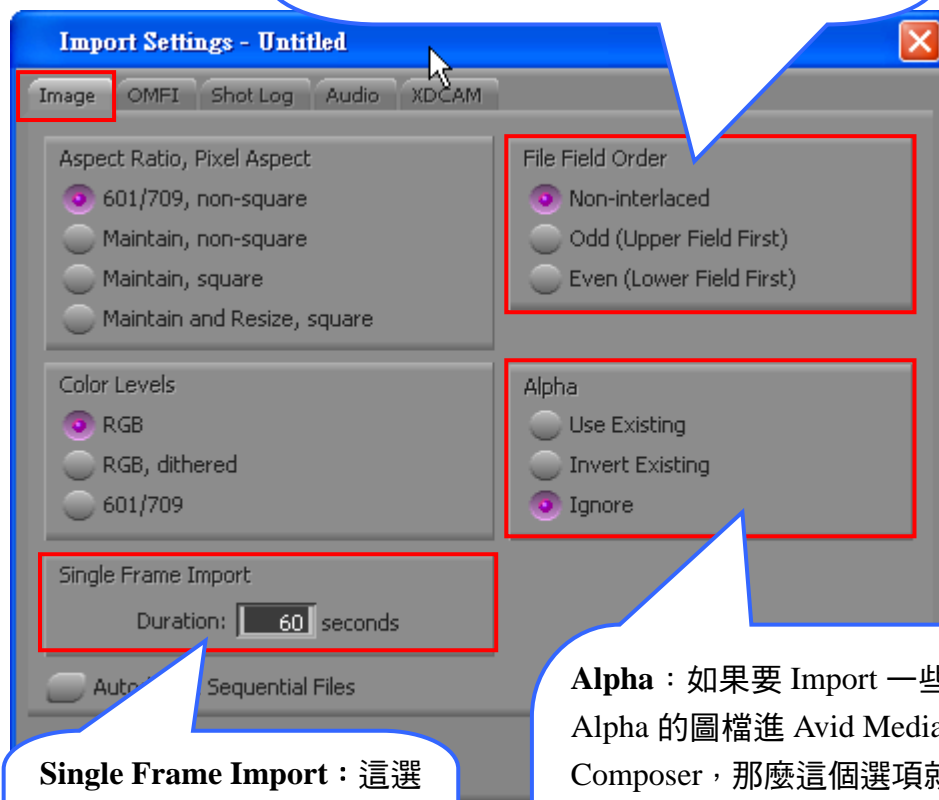 Import Settings - Untitled
Image OMFI Shot Log Audio XDCAM
Aspect Ratio, Pixel Aspect
601/709, non-square
Maintain, non-square
Maintain, square
Maintain and Resize, square
File Field Order
Non-interlaced
Odd (Upper Field First)
Even (Lower Field First)
Color Levels
RGB
RGB, dithered
601/709
Alpha
Use Existing
Invert Existing
Ignore
Single Frame Import
Duration: 60 seconds
Sequential Files
Alpha：如果要 Import 一些
Alpha 的圖檔進 Avid Media
Composer，那麼這個選項就
Single Frame Import：這選